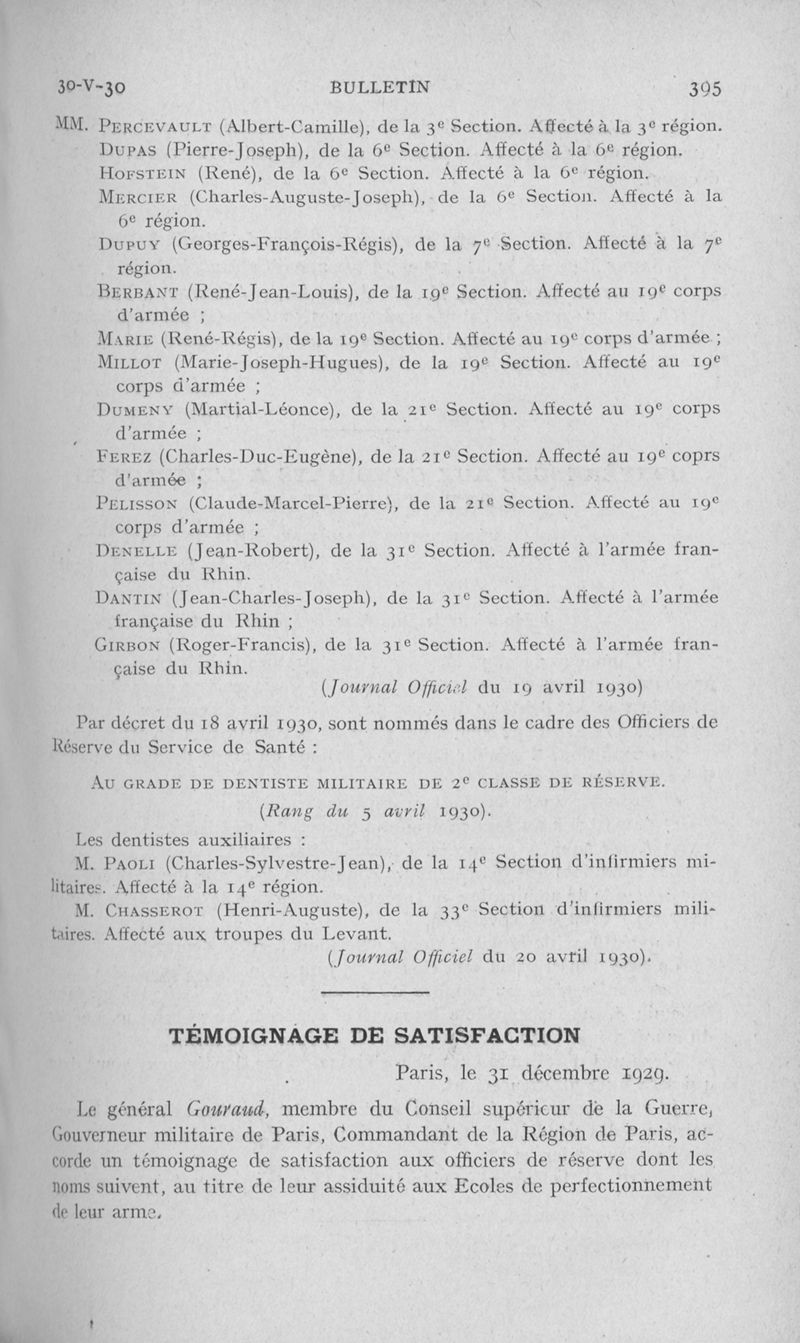 30-V-30 BULLETIN 395
MM. PERCEVAULT (Albert-Camille), de la 3e Section. Affecté à la 3e région.
DUPAS (Pierre-Joseph), de la 6e Section. Affecté à la 6e région.
HOFSTEIN (René), de la 6e Section. Affecté à la 6e région.
MERCIER (Charles-Auguste-Joseph), de la 6e Section. Affecté à la
6e région.
DUPUY (Georges-François-Régis), de la 7e Section. Affecté à la 7e
région.
BERBANT (René-Jean-Louis), de la 19e Section. Affecté au 19e corps
d'armée ;
MARIE (René-Régis), de la 19e Section. Affecté au 19e corps d'armée ;
MILLOT (Marie-Joseph-Hugues), de la 19e Section. Affecté au 19e
corps d'armée ;
DUMENY (Martial-Léonce), de la 21e Section. Affecté au 19e corps
d'armée ;
FEREZ (Charles-Duc-Eugène), de la 21e Section. Affecté au 19e coprs
d'armée ;
PELISSON (Claude-Marcel-Pierre), de la 21e Section. Affecté au 19e
corps d'armée ;
DENELLE (Jean-Robert), de la 31e Section. Affecté à l'armée fran-
çaise du Rhin.
DANTIN (Jean-Charles-Joseph), de la 31e Section. Affecté à l'armée
française du Rhin ;
GIRBON (Roger-Francis), de la 31e Section. Affecté à l'armée fran-
çaise du Rhin.
(Journal Officiel du 19 avril 1930)
Par décret du 18 avril 1930, sont nommés dans le cadre des Officiers de
Réserve du Service de Santé :
AU GRADE DE DENTISTE MILITAIRE DE 2e CLASSE DE RÉSERVE.
(Rang du 5 avril 1930).
Les dentistes auxiliaires :
M. PAOLI (Charles-Sylvestre-Jean), de la 14e Section d'infirmiers mi-
litaires. Affecté à la 14e région.
M. CHASSEROT (Henri-Auguste), de la 33e Section d'infirmiers mili-
taires. Affecté aux troupes du Levant.
(Journal Officiel du 20 avril 1930).
TÉMOIGNAGE DE SATISFACTION
Paris, le 31 décembre 1929.
Le général Gouraud, membre du Conseil supérieur de la Guerre,
Gouverneur militaire de Paris, Commandant de la Région de Paris, ac-
corde un témoignage de satisfaction aux officiers de réserve dont les
noms suivent, au titre de leur assiduité aux Ecoles de perfectionnement
de leur arme.